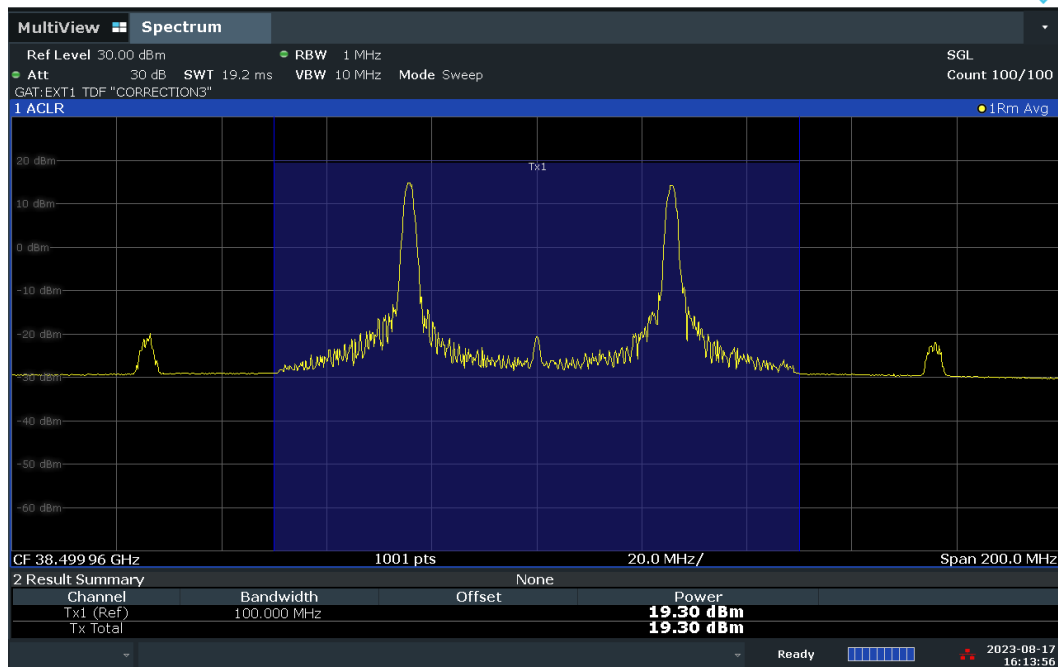 MultiView Spectrum
Ref Level 30.00 dBm RBW 1 MHz SGL
Att 30 dB SWT 19.2 ms VBW 10 MHz Mode Sweep Count 100/100
GAT:EXT1 TDF "CORRECTION3"
1 ACLR 1Rm Avg
20 dBm
Tx1
10 dBm
0 dBm
-10 dBm
-20 dBm
-30 dBm
-40 dBm
-50 dBm
-60 dBm
CF 38.49996 GHz 1001 pts 20.0 MHz/ Span 200.0 MHz
2 Result Summary None
Channel Bandwidth Offset Power
Tx1 (Ref) 100.000 MHz 19.30 dBm
Tx Total 19.30 dBm
Ready 2023-08-17
16:13:56